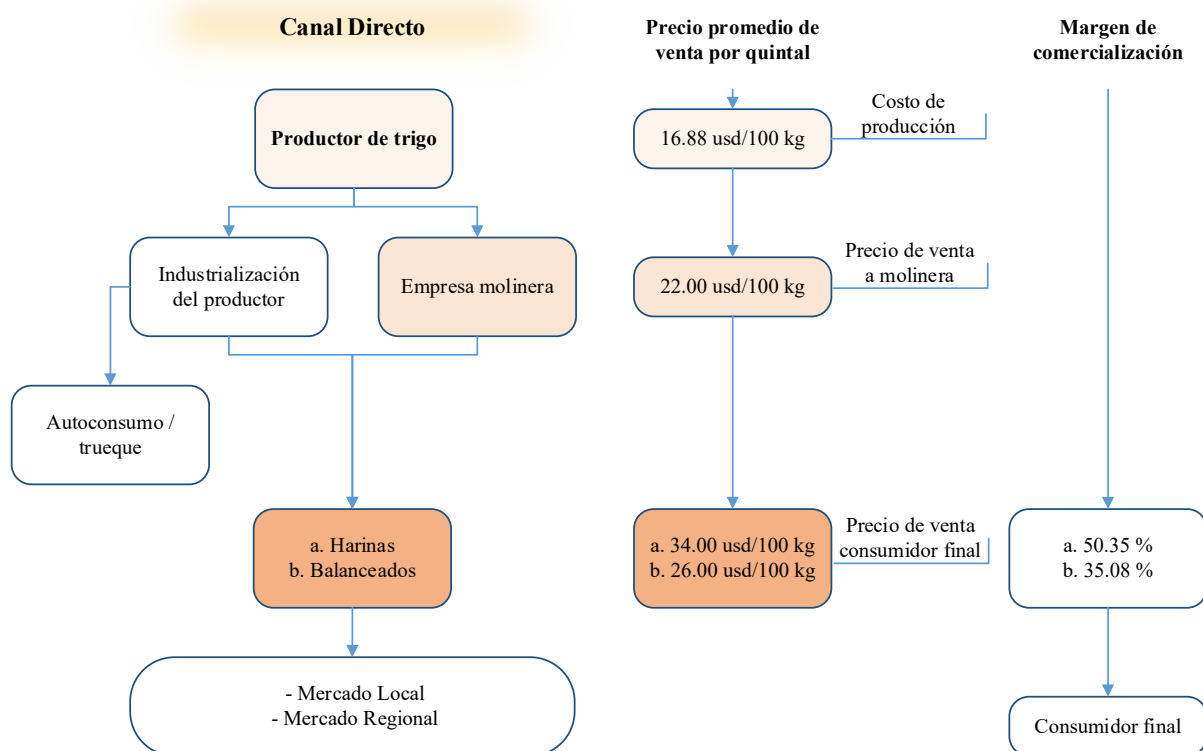 Canal Directo
Precio promedio de
venta por quintal
Margen de
comercialización
Productor de trigo
16.88 usd/100 kg
Costo de
producción
Industrialización
del productor
Empresa molinera
22.00 usd/100 kg
Precio de venta
a molinera
Autoconsumo /
trueque
a. Harinas
b. Balanceados
a. 34.00 usd/100 kg
b. 26.00 usd/100 kg
Precio de venta
consumidor final
a. 50.35 %
b. 35.08 %
- Mercado Local
- Mercado Regional
Consumidor final